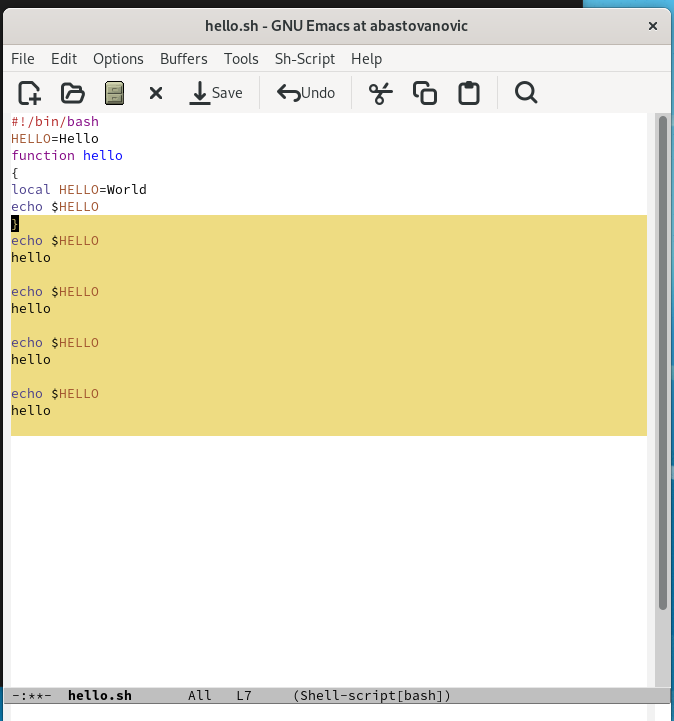 hello.sh - GNU Emacs at abastovanovic
File Edit Options Buffers Tools Sh-Script Help
Save Undo
#!/bin/bash
HELLO=Hello
function hello
{
local HELLO=World
echo $HELLO
}
echo $HELLO
hello
echo $HELLO
hello
echo $HELLO
hello
echo $HELLO
hello
-:**- hello.sh All L7 (Shell-script[bash])